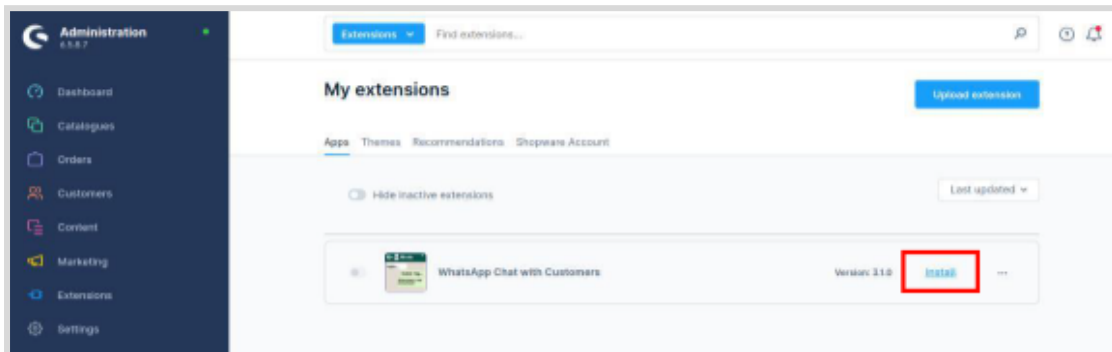 Administration
6.5.8.7
Extensions
Find extensions...
Dashboard
Catalogues
Orders
Customers
Content
Marketing
Extensions
Settings
My extensions
Upload extension
Apps Themes Recommendations Shopware Account
Hide inactive extensions
Last updated
WhatsApp Chat with Customers
Version: 3.1.0
Install